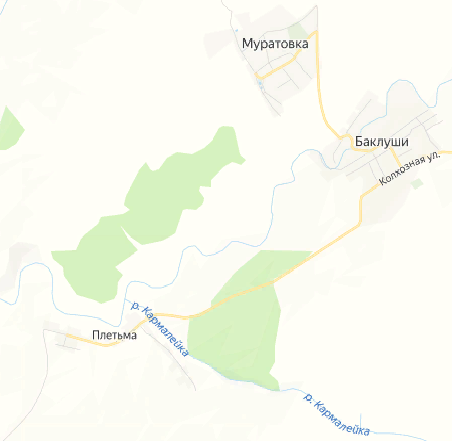 Муратовка
Баклуши
Колхозная ул.
р. Кармалейка
Плетьма
р. Кармалейка